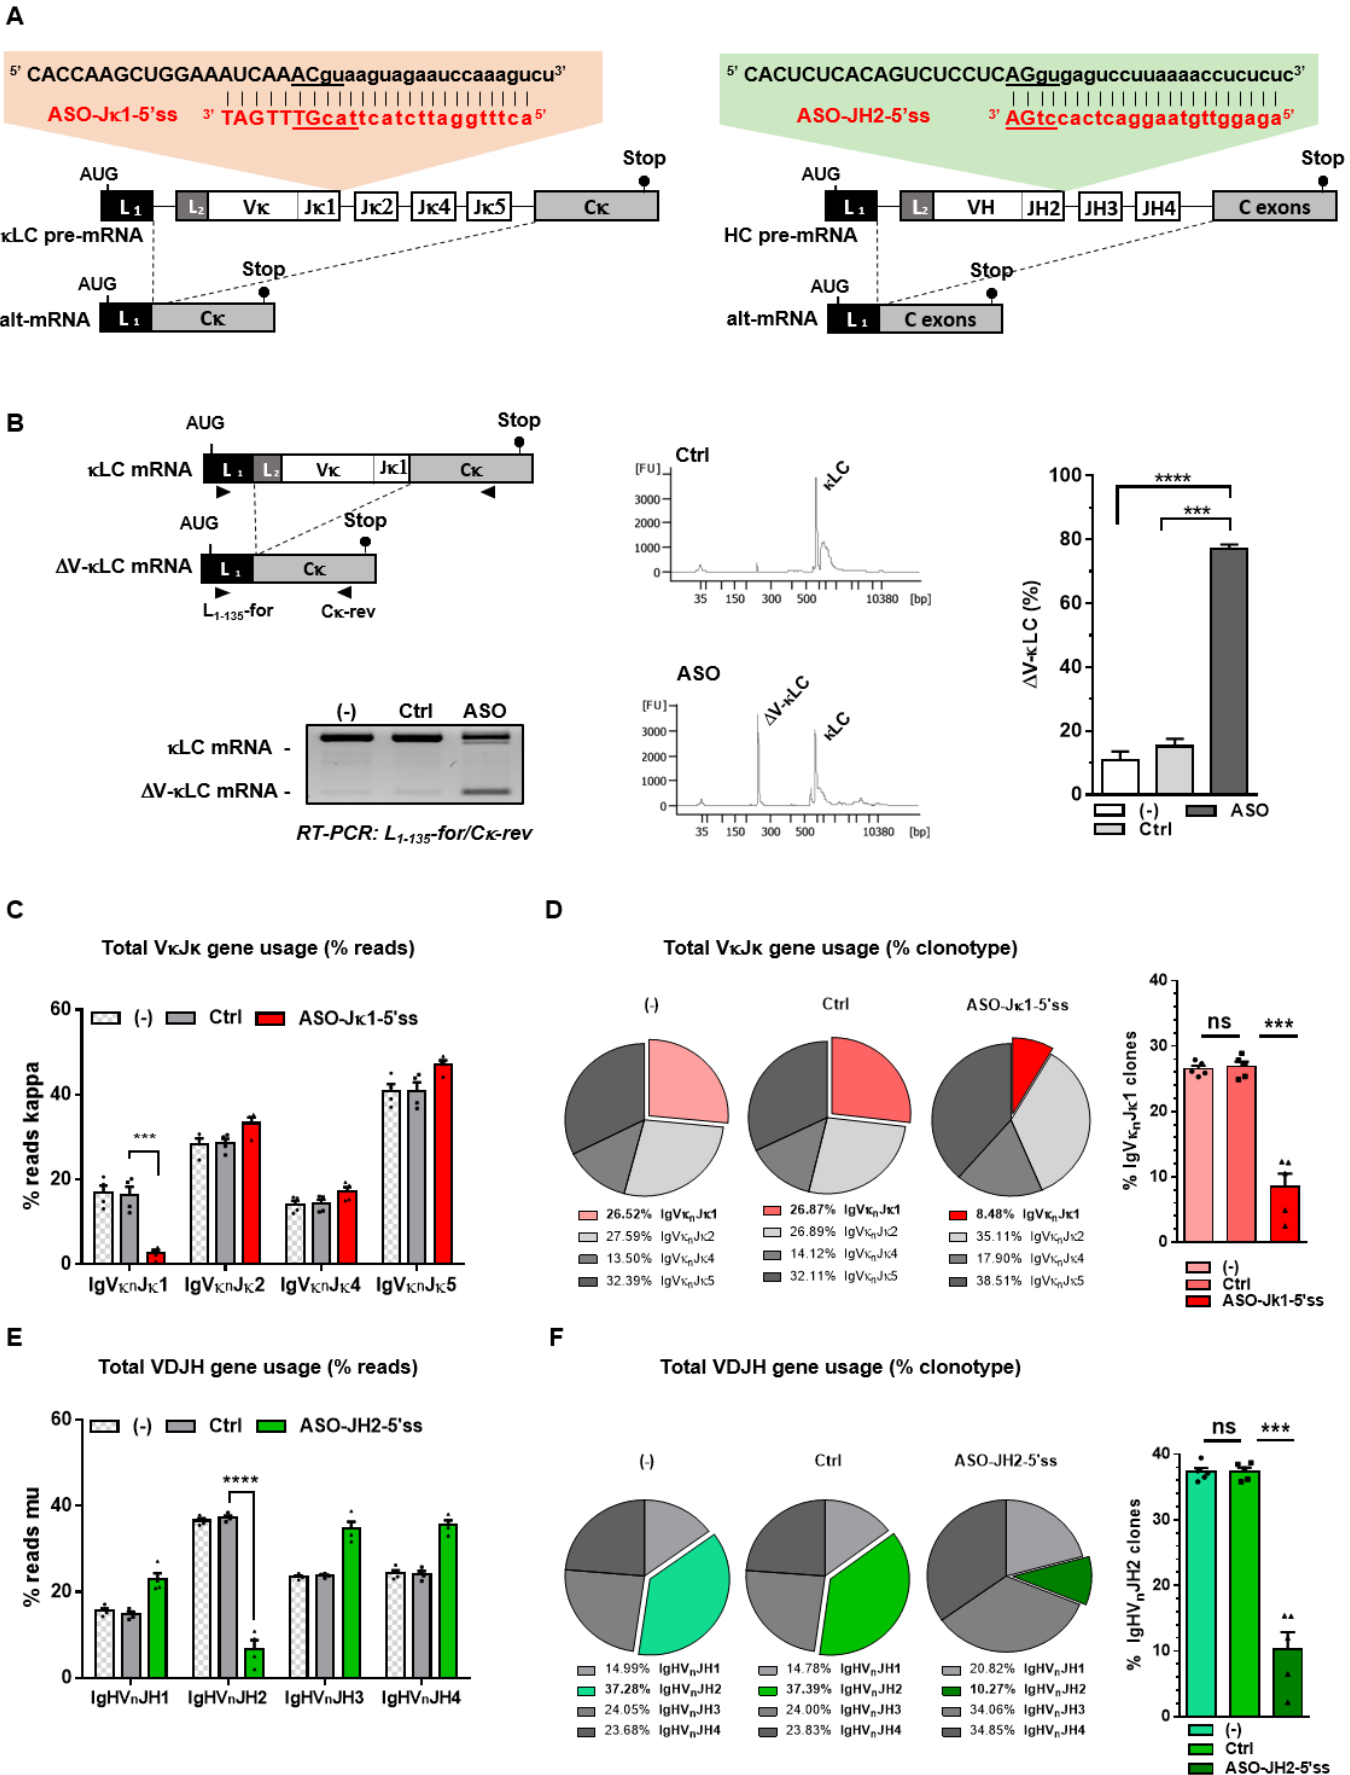 A
5’ CACCAAGCUGGAAAUCAAACguaaguagaauccaaagucu3’
ASO-Jκ1-5’ss 3’ TAGTTTTGcattcatcttaggtttca5’
AUG
Stop
L1 L2 Vκ Jκ1 Jκ2 Jκ4 Jκ5 Cκ
κLC pre-mRNA
AUG
Stop
alt-mRNA L1 Cκ
5’ CACUCUCACAGUCUCCUCAGgugaguccuuaaaaccucucuc3’
ASO-JH2-5’ss 3’ AGtccactcaggaatgttggaga5’
AUG
Stop
L1 L2 VH JH2 JH3 JH4 C exons
HC pre-mRNA
AUG
Stop
alt-mRNA L1 C exons
B
AUG
Stop
κLC mRNA L1 L2 Vκ Jκ1 Cκ
AUG
Stop
ΔV-κLC mRNA L1 Cκ
L1-135-for Cκ-rev
(-) Ctrl ASO
κLC mRNA -
ΔV-κLC mRNA -
RT-PCR: L1-135-for/Cκ-rev
Ctrl
[FU]
κLC
3000
2000
1000
0
35 150 300 500 10380 [bp]
ASO
[FU]
ΔV-κLC
κLC
3000
2000
1000
0
35 150 300 500 10380 [bp]
ΔV-κLC (%)
100
80
60
40
20
0
****
***
(-) ASO
Ctrl
C
Total VκJκ gene usage (% reads)
% reads kappa
60
40
20
0
(-) Ctrl ASO-Jκ1-5'ss
***
IgVκnJκ1 IgVκnJκ2 IgVκnJκ4 IgVκnJκ5
D
Total VκJκ gene usage (% clonotype)
(-) Ctrl ASO-Jκ1-5'ss
26.52% IgVκnJκ1
27.59% IgVκnJκ2
13.50% IgVκnJκ4
32.39% IgVκnJκ5
26.87% IgVκnJκ1
26.89% IgVκnJκ2
14.12% IgVκnJκ4
32.11% IgVκnJκ5
8.48% IgVκnJκ1
35.11% IgVκnJκ2
17.90% IgVκnJκ4
38.51% IgVκnJκ5
% IgVκnJκ1 clones
40
30
20
10
0
ns ***
(-)
Ctrl
ASO-Jk1-5'ss
E
Total VDJH gene usage (% reads)
% reads mu
60
40
20
0
(-) Ctrl ASO-JH2-5'ss
****
IgHVnJH1 IgHVnJH2 IgHVnJH3 IgHVnJH4
F
Total VDJH gene usage (% clonotype)
(-) Ctrl ASO-JH2-5'ss
14.99% IgHVnJH1
37.28% IgHVnJH2
24.05% IgHVnJH3
23.68% IgHVnJH4
14.78% IgHVnJH1
37.39% IgHVnJH2
24.00% IgHVnJH3
23.83% IgHVnJH4
20.82% IgHVnJH1
10.27% IgHVnJH2
34.06% IgHVnJH3
34.85% IgHVnJH4
% IgHVnJH2 clones
40
30
20
10
0
ns ***
(-)
Ctrl
ASO-JH2-5'ss